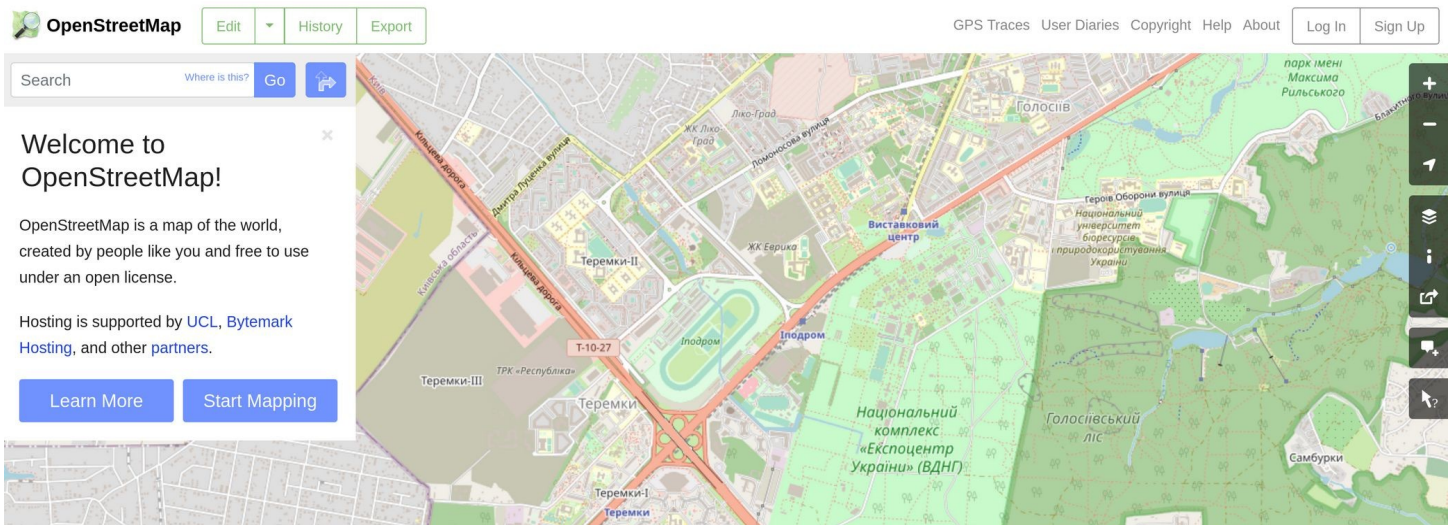 OpenStreetMap
Edit
History
Export
GPS Traces
User Diaries
Copyright
Help
About
Log In
Sign Up
Search
Where is this?
Go
Welcome to
OpenStreetMap!
OpenStreetMap is a map of the world,
created by people like you and free to use
under an open license.
Hosting is supported by UCL, Bytemark
Hosting, and other partners.
Learn More
Start Mapping
Київ
Київська область
Кільцева дорога
Дмитра Луценка вулиця
Кільцева дорога
ЖК Ліко-
Град
Ліко-Град
Ломоносова вулиця
Голосіїв
парк імені
Максима
Рильського
Блакитного вулиця
Героїв Оборони вулиця
Національний
університет
біоресурсів
і природокористування
України
Виставковий
центр
ЖК Еврика
Теремки-II
Іподром
Іподром
Т-10-27
ТРК «Республіка»
Теремки-III
Теремки
Національний
комплекс
«Експоцентр
України» (ВДНГ)
Голосіївський
ліс
Самбурки
Теремки-I
Теремки
?